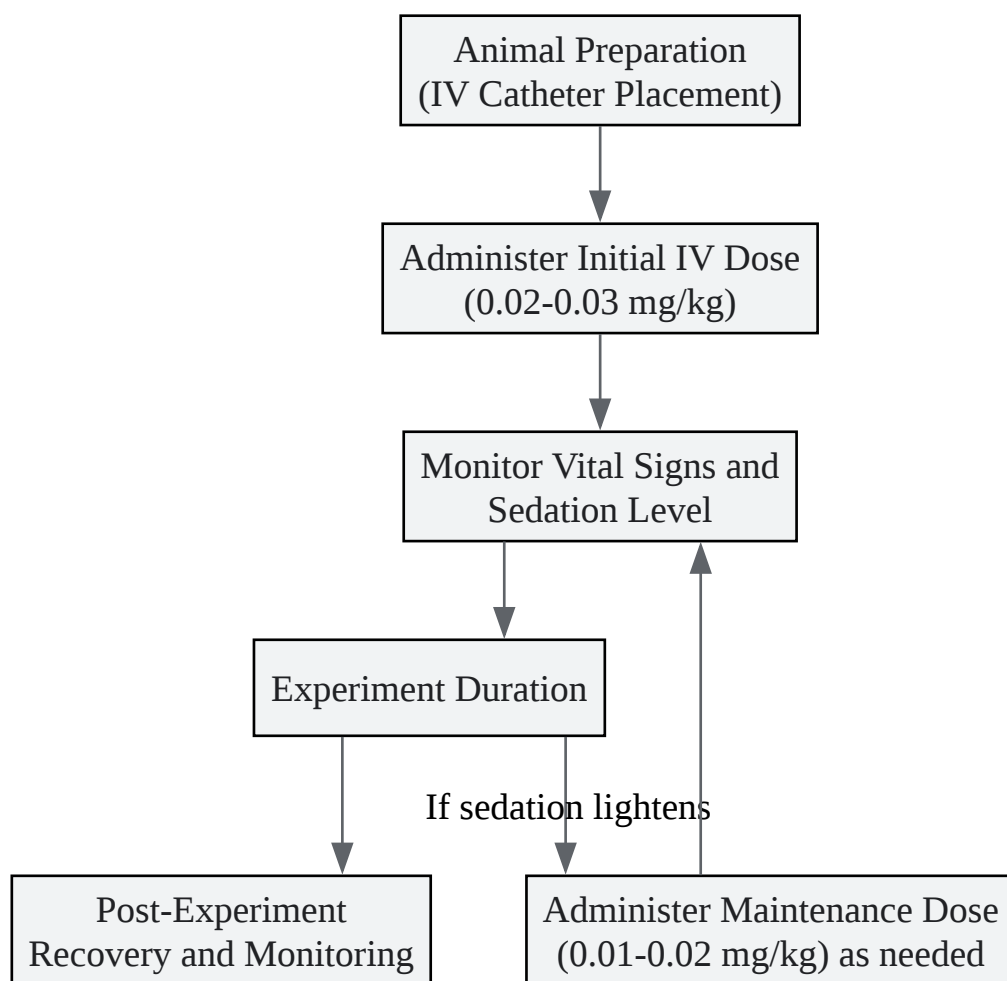 Animal Preparation
(IV Catheter Placement)
Administer Initial IV Dose
(0.02-0.03 mg/kg)
Monitor Vital Signs and
Sedation Level
Experiment Duration
If sedation lightens
Post-Experiment
Recovery and Monitoring
Administer Maintenance Dose
(0.01-0.02 mg/kg) as needed